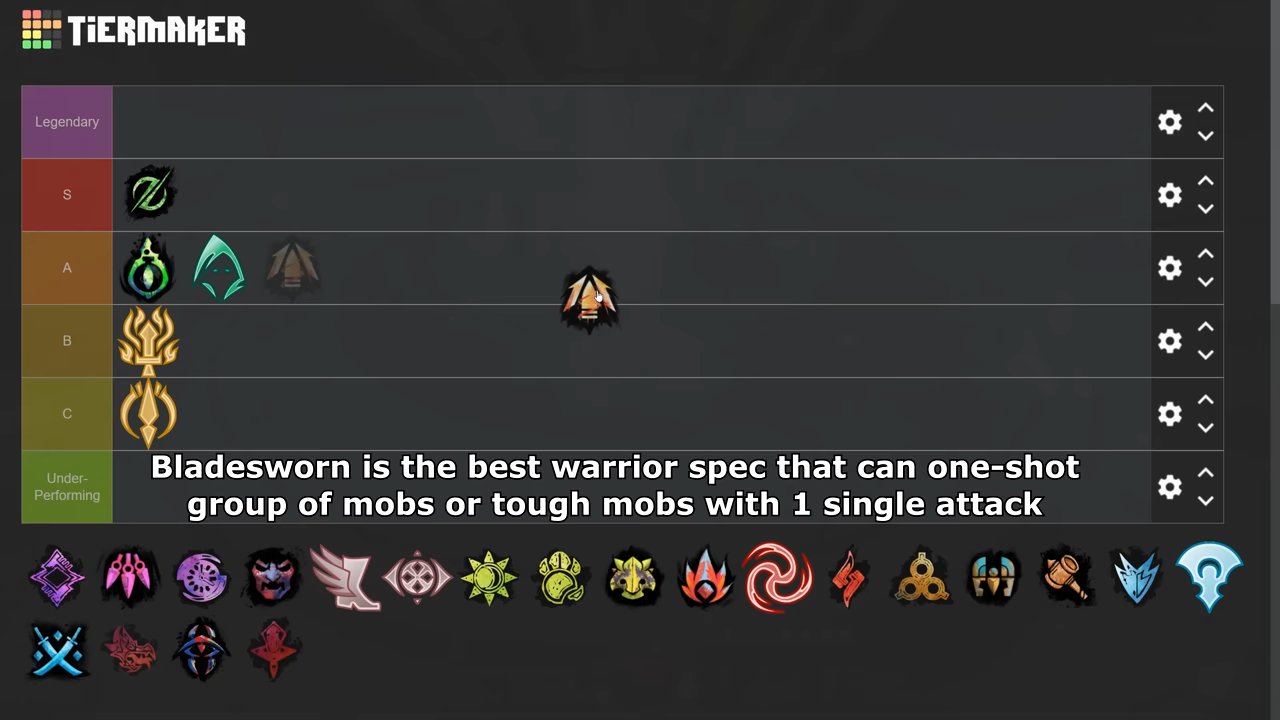 TiERMAKER
Legendary
S
A
B
C
Under-
Performing
Bladesworn is the best warrior spec that can one-shot
group of mobs or tough mobs with 1 single attack